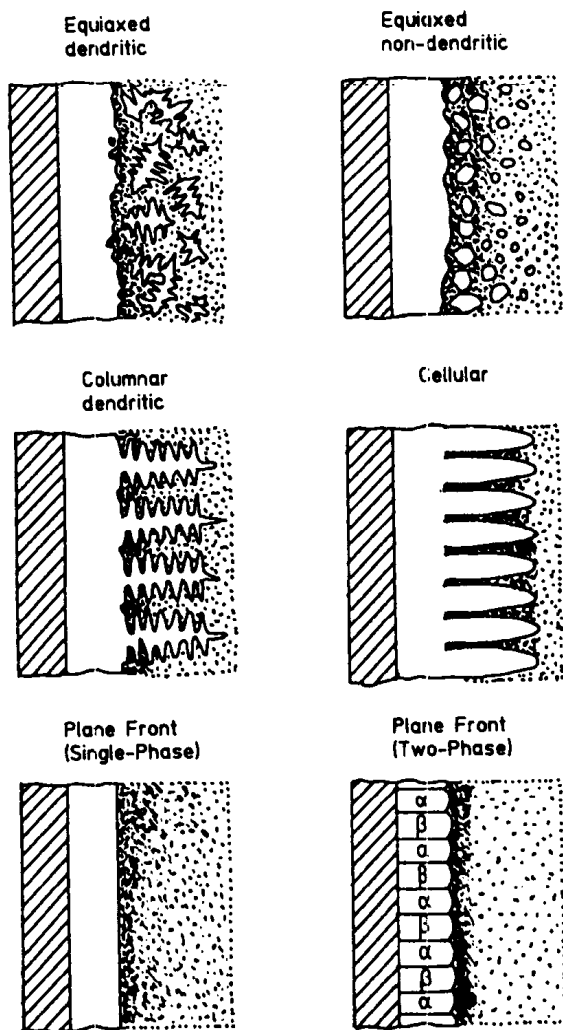 Equiaxed
dendritic
Equiaxed
non-dendritic
Columnar
dendritic
Cellular
Plane Front
(Single-Phase)
Plane Front
(Two-Phase)
α
β
α
β
α
β
α
β
α